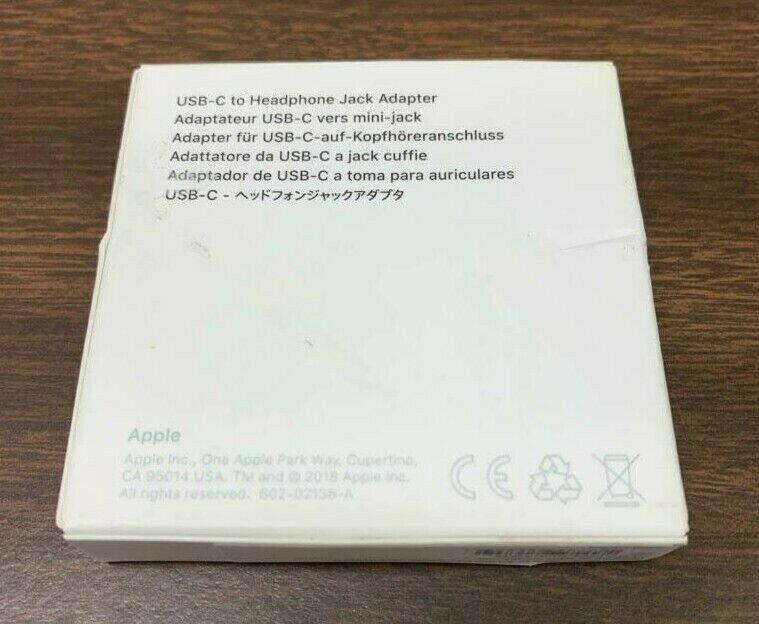 USB-C to Headphone Jack Adapter
Adaptateur USB-C vers mini-jack
Adapter für USB-C-auf-Kopfhöreranschluss
Adattatore da USB-C a jack cuffie
Adaptador de USB-C a toma para auriculares
USB-C - ヘッドフォンジャックアダプタ
Apple
Apple Inc., One Apple Park Way, Cupertino,
CA 95014 USA. TM and © 2018 Apple Inc.
All rights reserved. 602-02138-A
CE